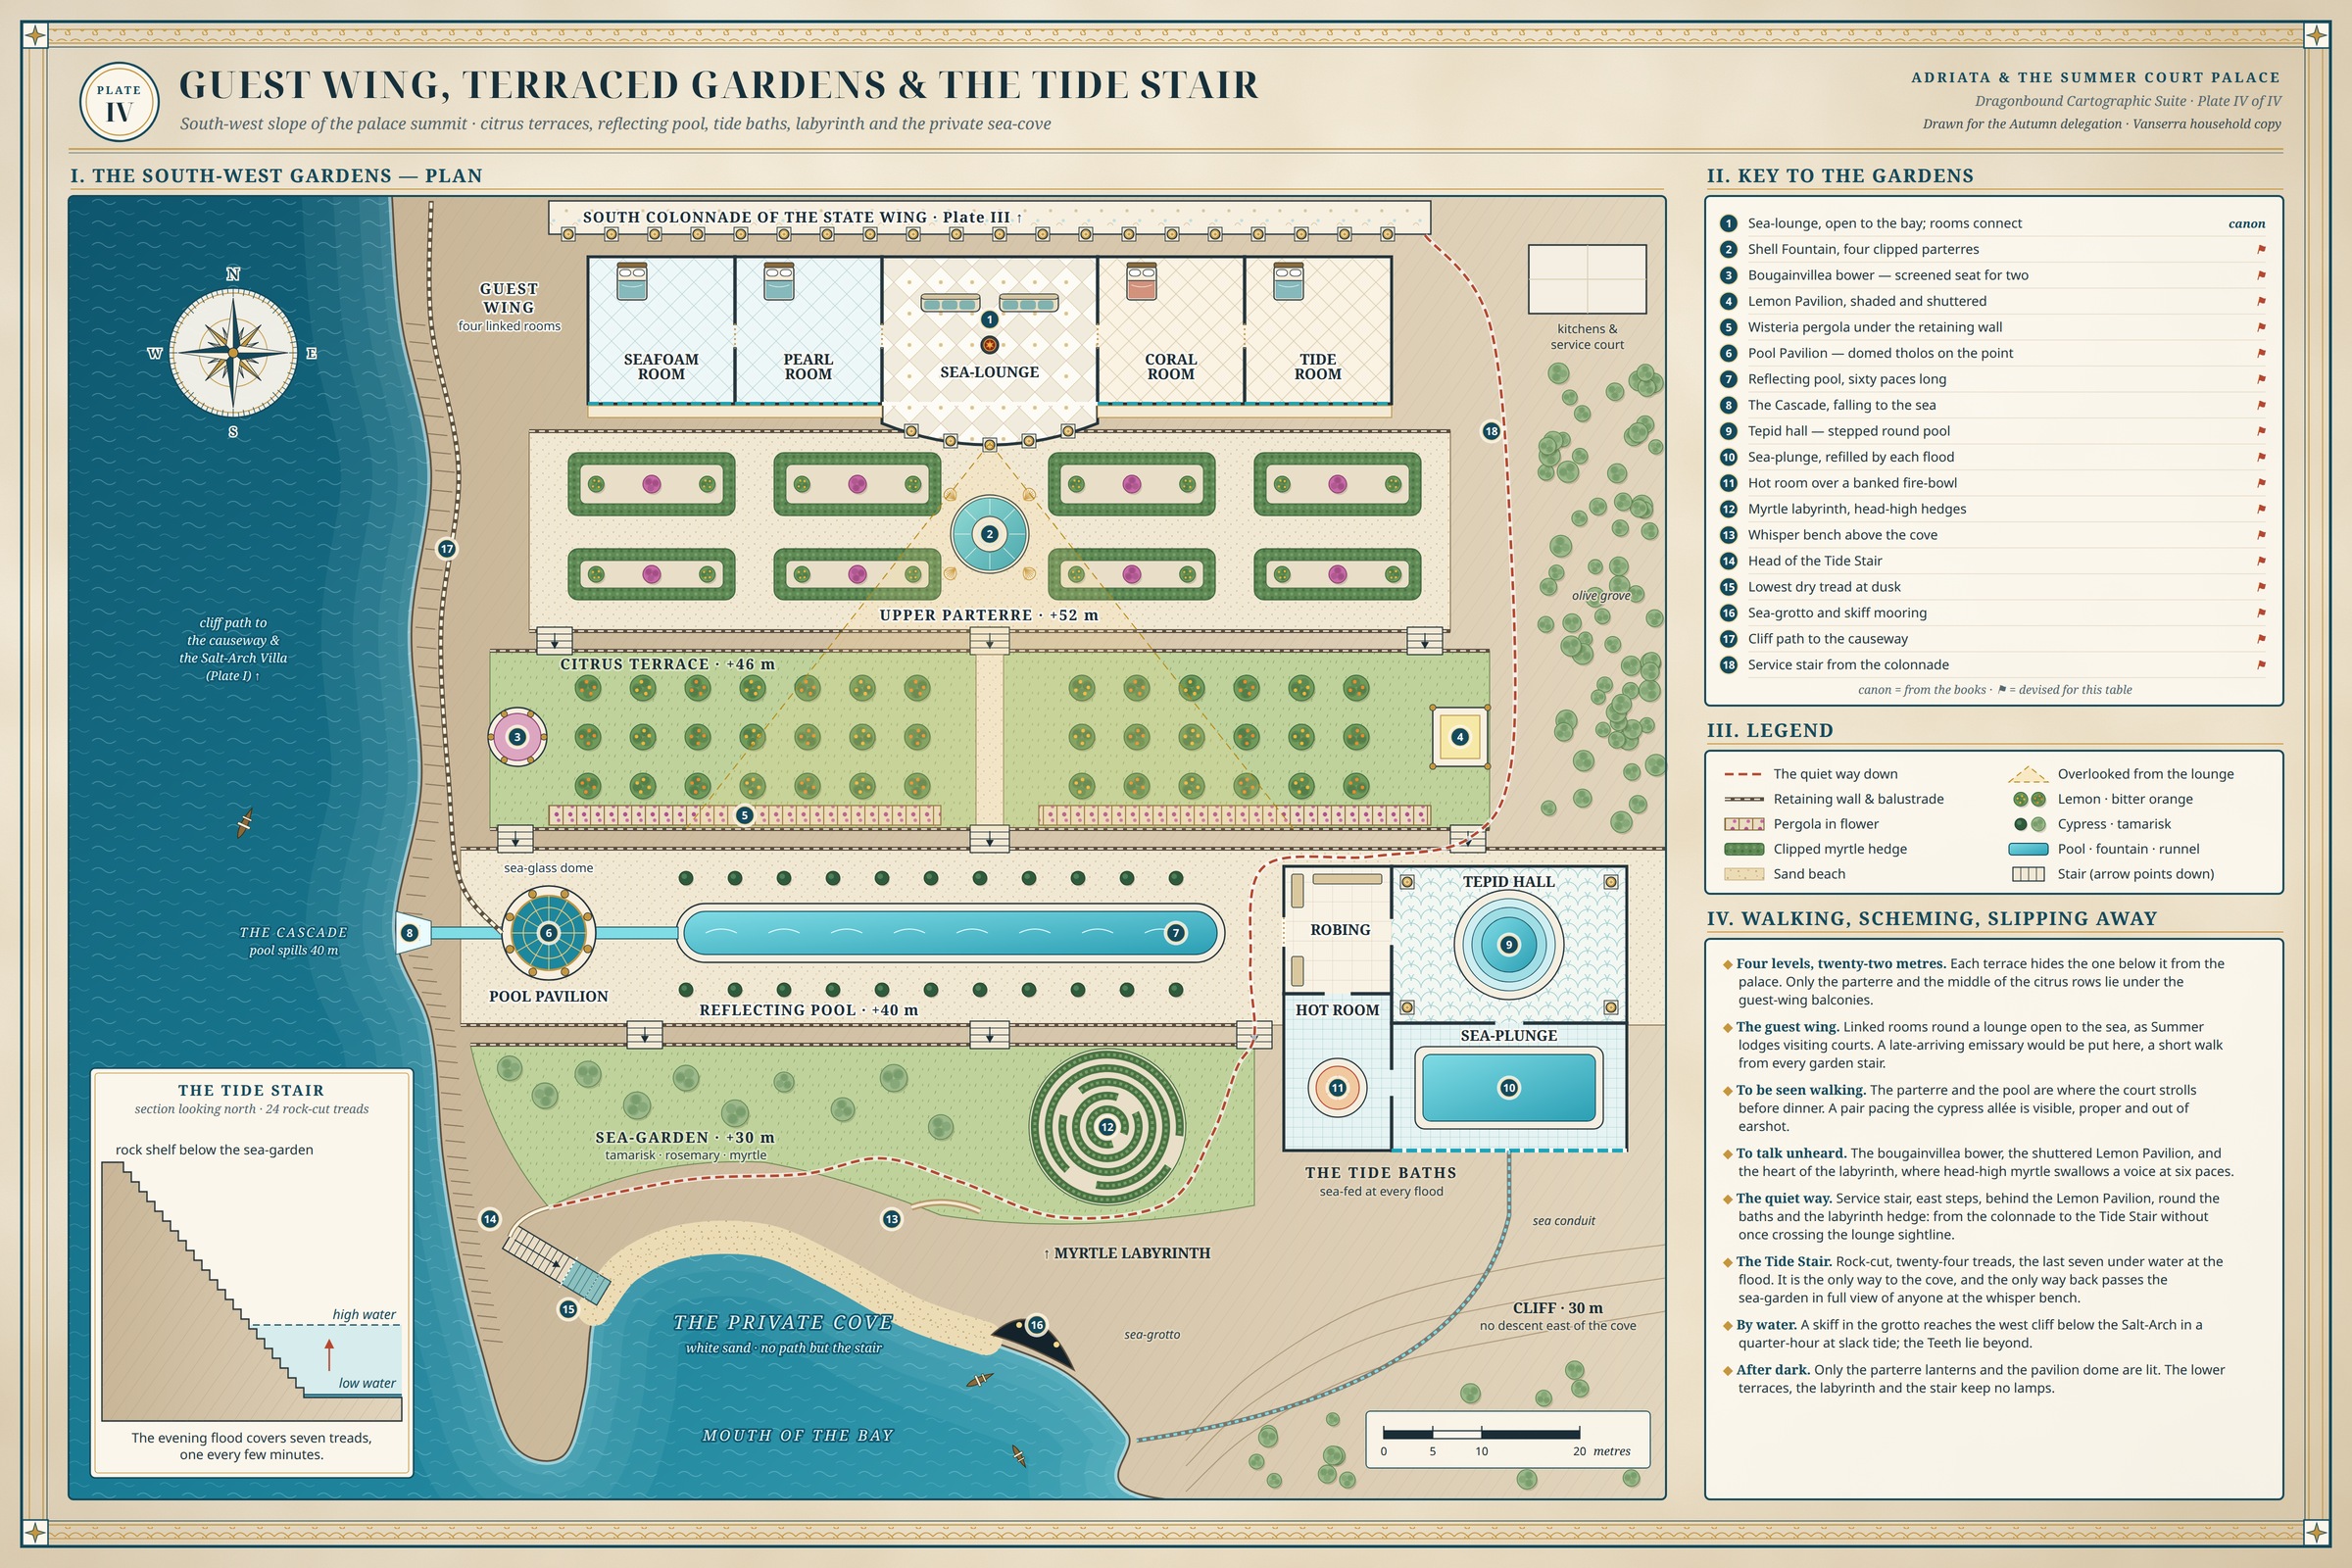 PLATE
IV
GUEST WING, TERRACED GARDENS & THE TIDE STAIR
South-west slope of the palace summit · citrus terraces, reflecting pool, tide baths, labyrinth and the private sea-cove
ADRIATA & THE SUMMER COURT PALACE
Dragonbound Cartographic Suite · Plate IV of IV
Drawn for the Autumn delegation · Vanserra household copy
I. THE SOUTH-WEST GARDENS — PLAN
SOUTH COLONNADE OF THE STATE WING · Plate III ↑
N
W
E
S
GUEST
WING
four linked rooms
SEAFOAM
ROOM
PEARL
ROOM
1
SEA-LOUNGE
CORAL
ROOM
TIDE
ROOM
kitchens &
service court
18
17
2
UPPER PARTERRE · +52 m
olive grove
cliff path to
the causeway &
the Salt-Arch Villa
(Plate I) ↑
CITRUS TERRACE · +46 m
3
4
5
sea-glass dome
THE CASCADE
pool spills 40 m
8
6
7
POOL PAVILION
REFLECTING POOL · +40 m
ROBING
TEPID HALL
9
HOT ROOM
SEA-PLUNGE
11
10
12
SEA-GARDEN · +30 m
tamarisk · rosemary · myrtle
THE TIDE BATHS
sea-fed at every flood
14
13
sea conduit
↑ MYRTLE LABYRINTH
15
THE PRIVATE COVE
white sand · no path but the stair
16
sea-grotto
CLIFF · 30 m
no descent east of the cove
MOUTH OF THE BAY
0
5
10
20
metres
THE TIDE STAIR
section looking north · 24 rock-cut treads
rock shelf below the sea-garden
high water
low water
The evening flood covers seven treads,
one every few minutes.
II. KEY TO THE GARDENS
1 Sea-lounge, open to the bay; rooms connect canon
2 Shell Fountain, four clipped parterres ⚑
3 Bougainvillea bower — screened seat for two ⚑
4 Lemon Pavilion, shaded and shuttered ⚑
5 Wisteria pergola under the retaining wall ⚑
6 Pool Pavilion — domed tholos on the point ⚑
7 Reflecting pool, sixty paces long ⚑
8 The Cascade, falling to the sea ⚑
9 Tepid hall — stepped round pool ⚑
10 Sea-plunge, refilled by each flood ⚑
11 Hot room over a banked fire-bowl ⚑
12 Myrtle labyrinth, head-high hedges ⚑
13 Whisper bench above the cove ⚑
14 Head of the Tide Stair ⚑
15 Lowest dry tread at dusk ⚑
16 Sea-grotto and skiff mooring ⚑
17 Cliff path to the causeway ⚑
18 Service stair from the colonnade ⚑
canon = from the books · ⚑ = devised for this table
III. LEGEND
The quiet way down
Overlooked from the lounge
Retaining wall & balustrade
Lemon · bitter orange
Pergola in flower
Cypress · tamarisk
Clipped myrtle hedge
Pool · fountain · runnel
Sand beach
Stair (arrow points down)
IV. WALKING, SCHEMING, SLIPPING AWAY
◆ Four levels, twenty-two metres. Each terrace hides the one below it from the
palace. Only the parterre and the middle of the citrus rows lie under the
guest-wing balconies.
◆ The guest wing. Linked rooms round a lounge open to the sea, as Summer
lodges visiting courts. A late-arriving emissary would be put here, a short walk
from every garden stair.
◆ To be seen walking. The parterre and the pool are where the court strolls
before dinner. A pair pacing the cypress allée is visible, proper and out of
earshot.
◆ To talk unheard. The bougainvillea bower, the shuttered Lemon Pavilion, and
the heart of the labyrinth, where head-high myrtle swallows a voice at six paces.
◆ The quiet way. Service stair, east steps, behind the Lemon Pavilion, round the
baths and the labyrinth hedge: from the colonnade to the Tide Stair without
once crossing the lounge sightline.
◆ The Tide Stair. Rock-cut, twenty-four treads, the last seven under water at the
flood. It is the only way to the cove, and the only way back passes the
sea-garden in full view of anyone at the whisper bench.
◆ By water. A skiff in the grotto reaches the west cliff below the Salt-Arch in a
quarter-hour at slack tide; the Teeth lie beyond.
◆ After dark. Only the parterre lanterns and the pavilion dome are lit. The lower
terraces, the labyrinth and the stair keep no lamps.